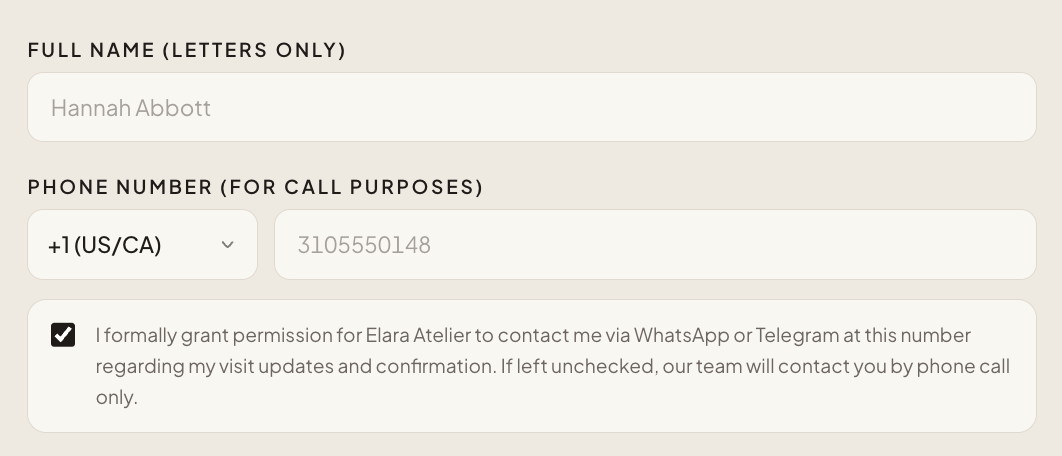 FULL NAME (LETTERS ONLY)
Hannah Abbott
PHONE NUMBER (FOR CALL PURPOSES)
+1 (US/CA)
3105550148
I formally grant permission for Elara Atelier to contact me via WhatsApp or Telegram at this number
regarding my visit updates and confirmation. If left unchecked, our team will contact you by phone call
only.